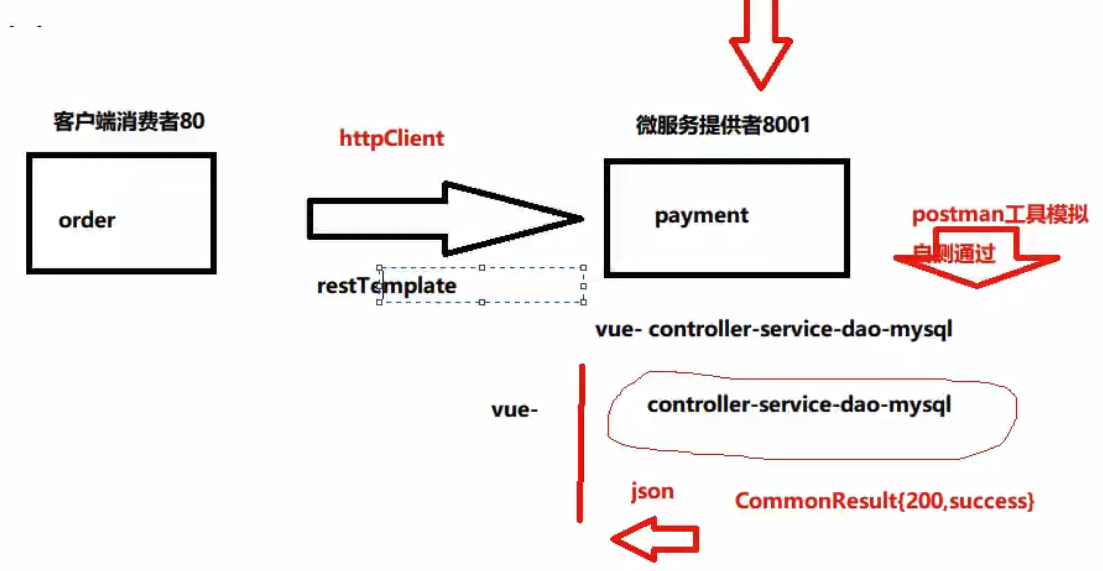 客户端消费者80
httpClient
微服务提供者8001
order
payment
postman工具模拟
自测通过
restTemplate
vue- controller-service-dao-mysql
vue-
controller-service-dao-mysql
json
CommonResult{200,success}